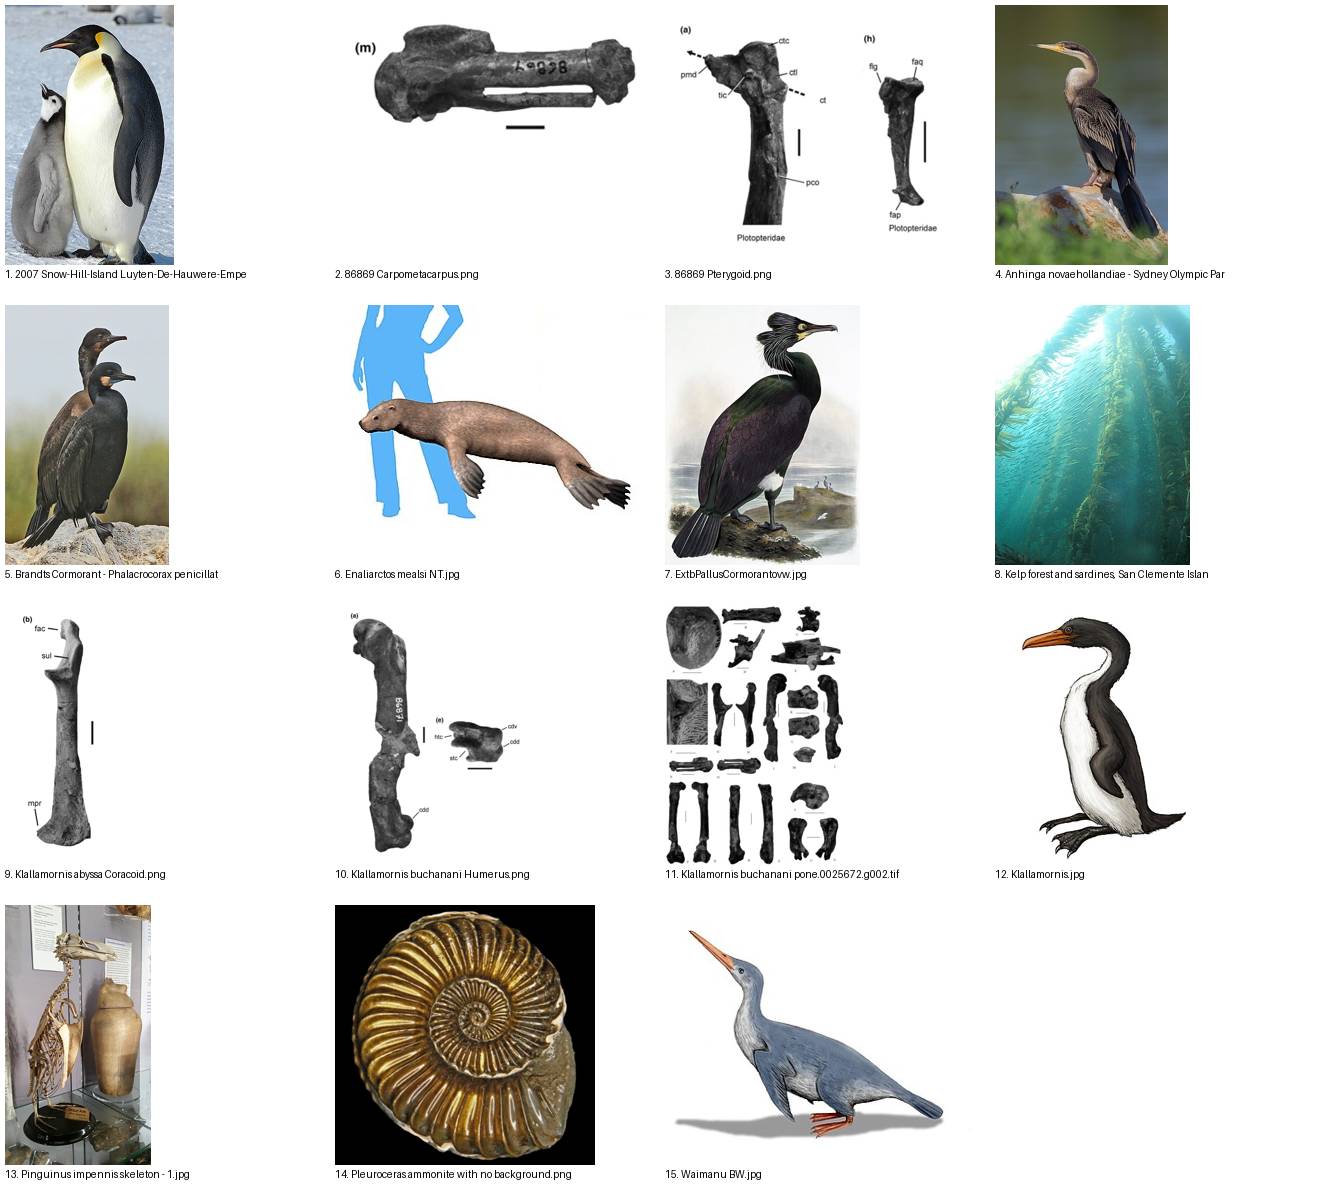 (m)
86867
(a)
ctc
pmd
ctl
tic
ct
pco
Plotopteridae
(h)
flg
faq
fap
Plotopteridae
1. 2007 Snow-Hill-Island Luyten-De-Hauwere-Empe
2. 86869 Carpometacarpus.png
3. 86869 Pterygoid.png
4. Anhinga novaehollandiae - Sydney Olympic Par
5. Brandts Cormorant - Phalacrocorax penicillat
6. Enaliarctos mealsi NT.jpg
7. ExtbPallusCormorantovw.jpg
8. Kelp forest and sardines, San Clemente Islan
(b)
fac
sul
mpr
(a)
86871
(e)
cdv
htc
cdd
stc
cdd
9. Klallamornis abyssa Coracoid.png
10. Klallamornis buchanani Humerus.png
11. Klallamornis buchanani pone.0025672.g002.tif
12. Klallamornis.jpg
13. Pinguinus impennis skeleton - 1.jpg
14. Pleuroceras ammonite with no background.png
15. Waimanu BW.jpg